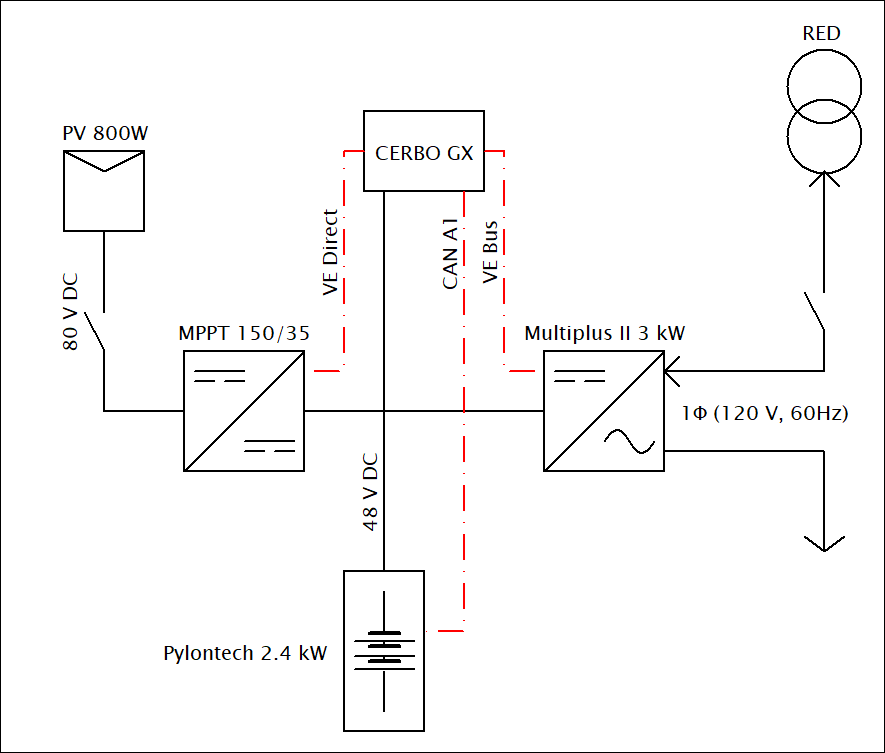 RED
PV 800W
CERBO GX
VE Direct
CAN A1
VE Bus
80 V DC
MPPT 150/35
Multiplus II 3 kW
1Φ (120 V, 60Hz)
48 V DC
Pylontech 2.4 kW